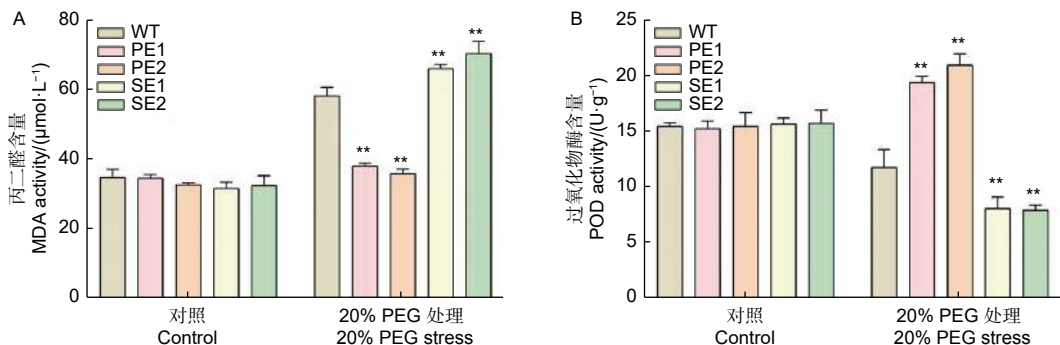 A
丙二醛含量
MDA activity/(μmol·L⁻¹)
80
60
40
20
0
WT
PE1
PE2
SE1
SE2
**
**
**
**
对照
Control
20% PEG 处理
20% PEG stress
B
过氧化物酶含量
POD activity/(U·g⁻¹)
25
20
15
10
5
0
WT
PE1
PE2
SE1
SE2
**
**
**
**
对照
Control
20% PEG 处理
20% PEG stress